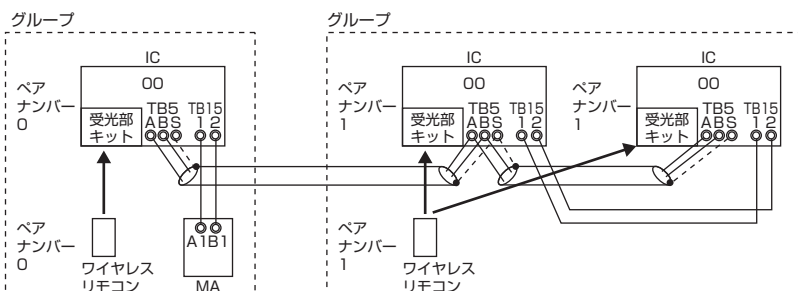 グループ
IC
00
ペア
ナンバー
0
受光部
キット
TB5
ABS
TB15
1 2
ペア
ナンバー
0
ワイヤレス
リモコン
A1B1
MA
グループ
IC
00
ペア
ナンバー
1
受光部
キット
TB5
ABS
TB15
1 2
IC
00
ペア
ナンバー
1
受光部
キット
TB5
ABS
TB15
1 2
ペア
ナンバー
1
ワイヤレス
リモコン